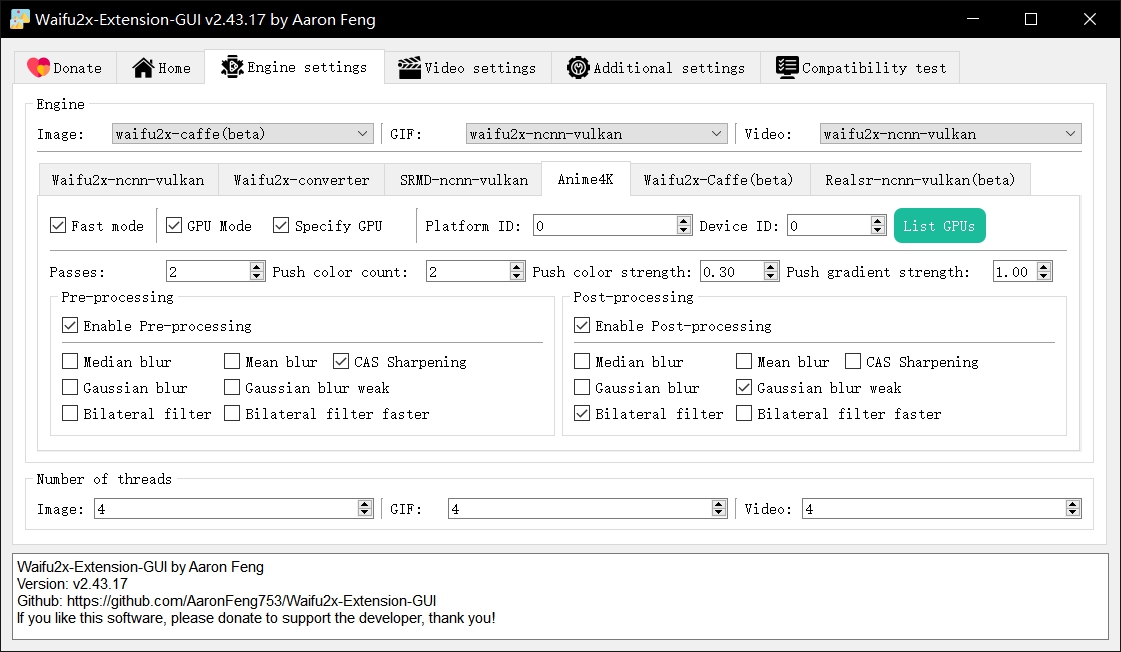 Waifu2x-Extension-GUI v2.43.17 by Aaron Feng
Donate Home Engine settings Video settings Additional settings Compatibility test
Engine
Image: waifu2x-caffe(beta) GIF: waifu2x-ncnn-vulkan Video: waifu2x-ncnn-vulkan
Waifu2x-ncnn-vulkan Waifu2x-converter SRMD-ncnn-vulkan Anime4K Waifu2x-Caffe(beta) Realsr-ncnn-vulkan(beta)
Fast mode GPU Mode Specify GPU Platform ID: 0 Device ID: 0 List GPUs
Passes: 2 Push color count: 2 Push color strength: 0.30 Push gradient strength: 1.00
Pre-processing Post-processing
Enable Pre-processing Enable Post-processing
Median blur Mean blur CAS Sharpening Median blur Mean blur CAS Sharpening
Gaussian blur Gaussian blur weak Gaussian blur Gaussian blur weak
Bilateral filter Bilateral filter faster Bilateral filter Bilateral filter faster
Number of threads
Image: 4 GIF: 4 Video: 4
Waifu2x-Extension-GUI by Aaron Feng
Version: v2.43.17
Github: https://github.com/AaronFeng753/Waifu2x-Extension-GUI
If you like this software, please donate to support the developer, thank you!